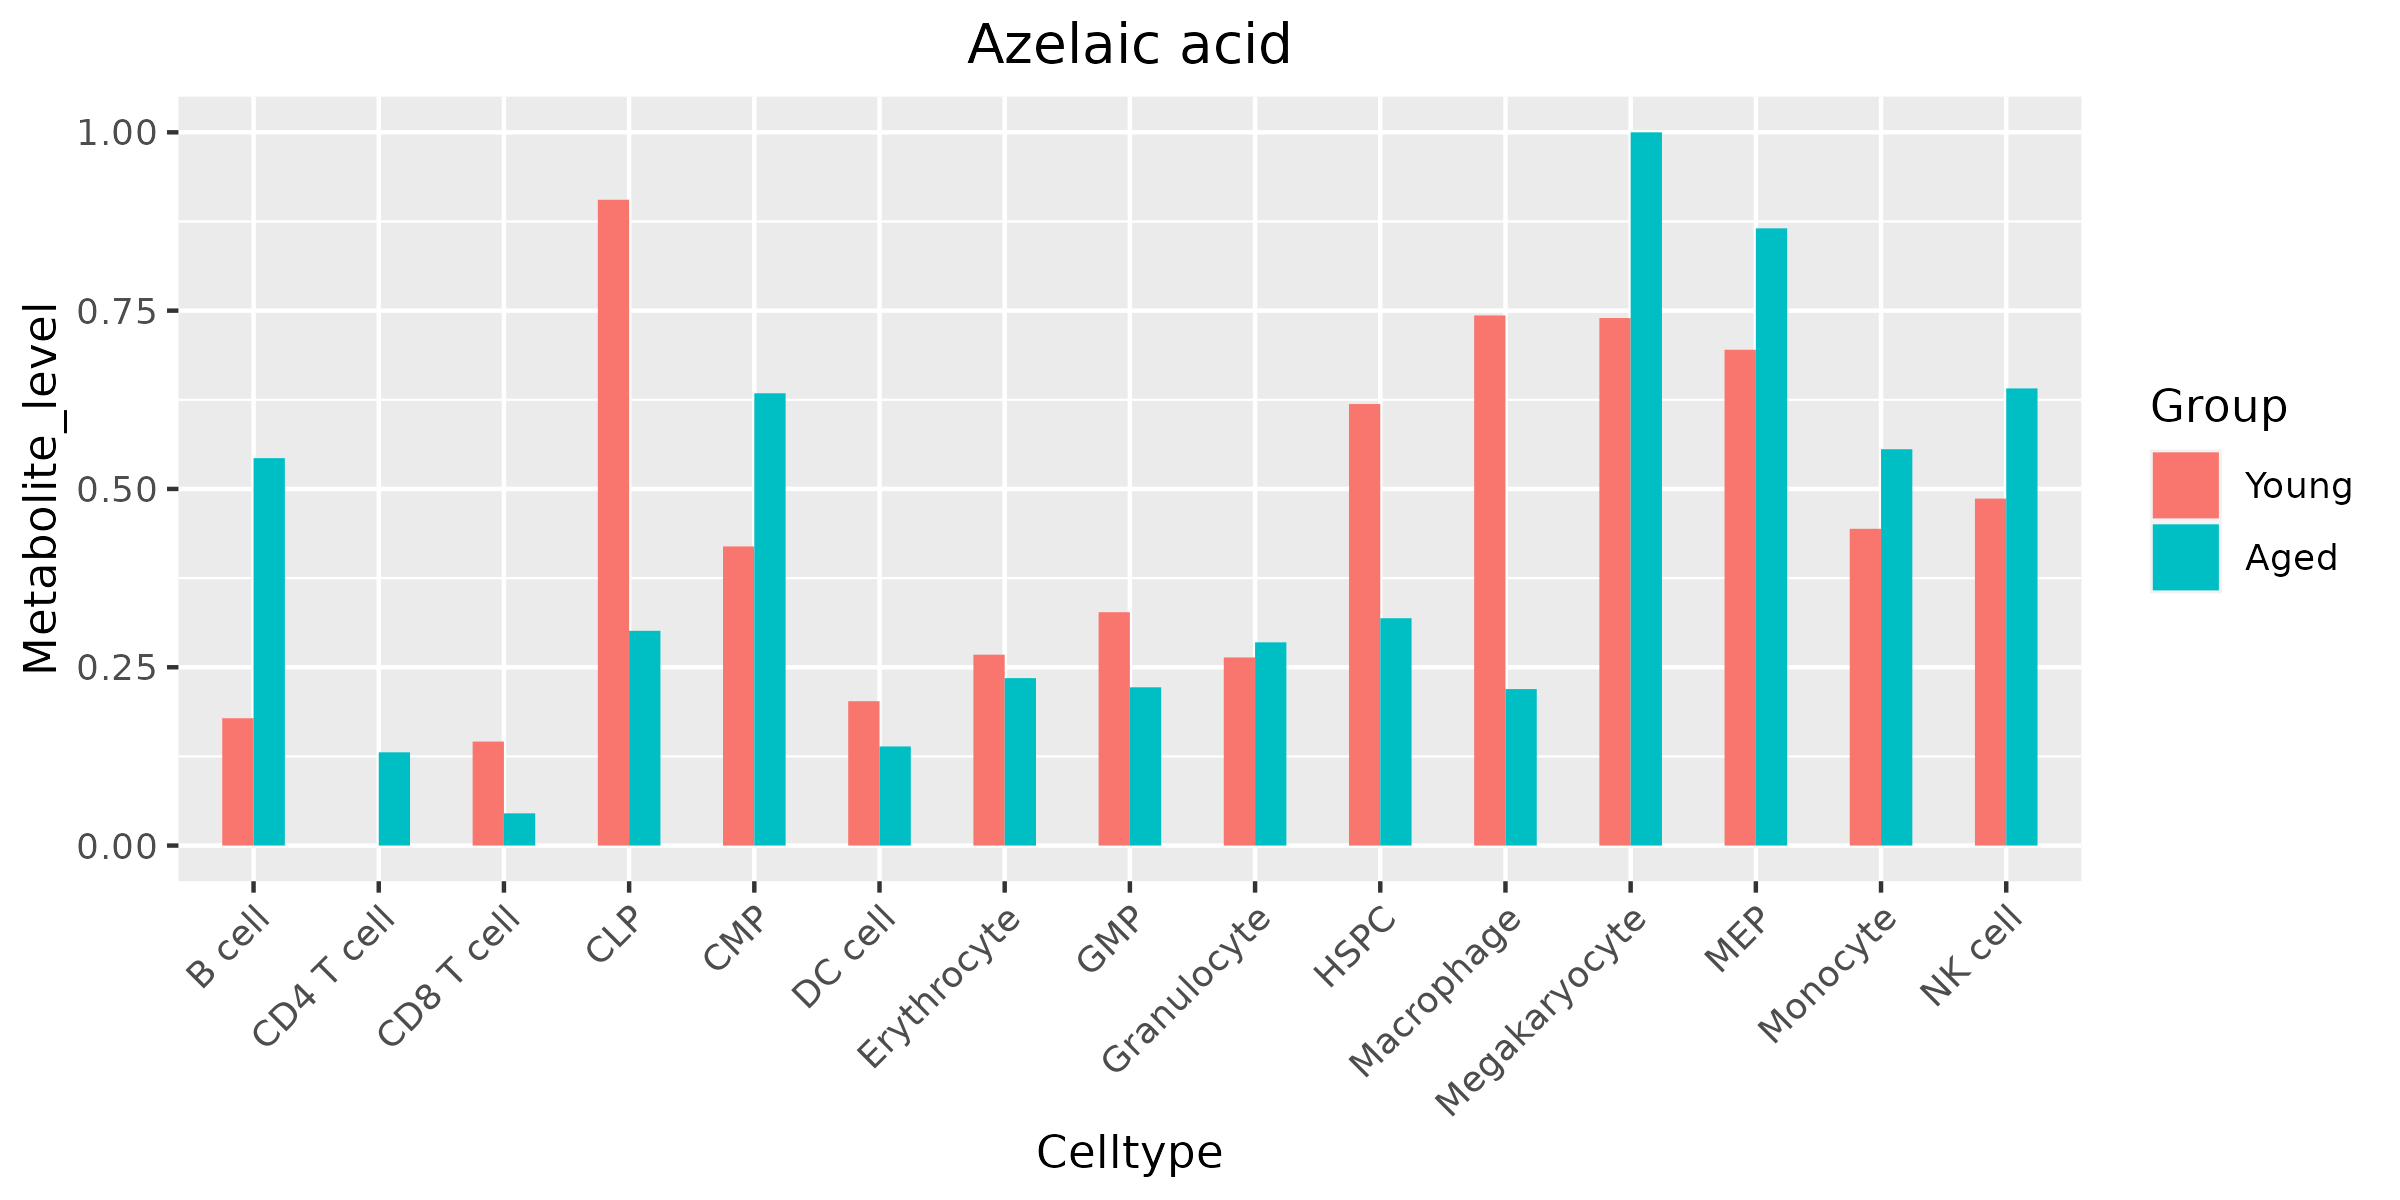 Azelaic acid
Metabolite_level
1.00
0.75
0.50
0.25
0.00
B cell
CD4 T cell
CD8 T cell
CLP
CMP
DC cell
Erythrocyte
GMP
Granulocyte
HSPC
Macrophage
Megakaryocyte
MEP
Monocyte
NK cell
Celltype
Group
Young
Aged